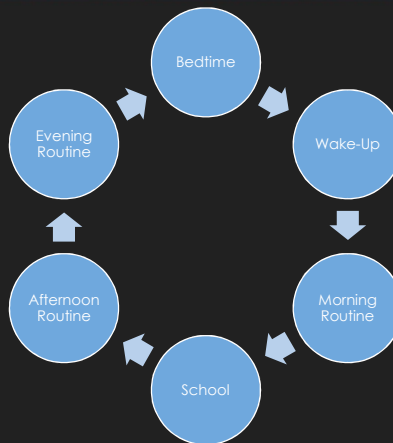 Bedtime
Wake-Up
Morning
Routine
School
Afternoon
Routine
Evening
Routine